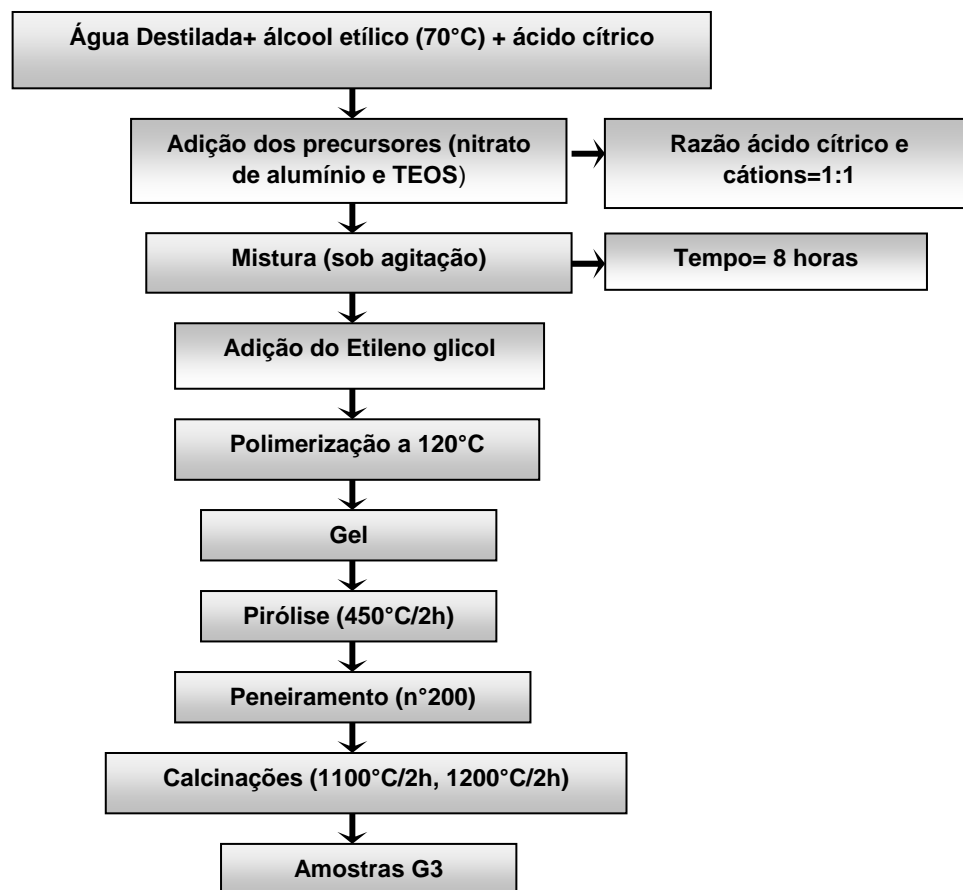 Água Destilada+ álcool etílico (70°C) + ácido cítrico
Adição dos precursores (nitrato
de alumínio e TEOS)
Razão ácido cítrico e
cátions=1:1
Mistura (sob agitação)
Tempo= 8 horas
Adição do Etileno glicol
Polimerização a 120°C
Gel
Pirólise (450°C/2h)
Peneiramento (n°200)
Calcinações (1100°C/2h, 1200°C/2h)
Amostras G3